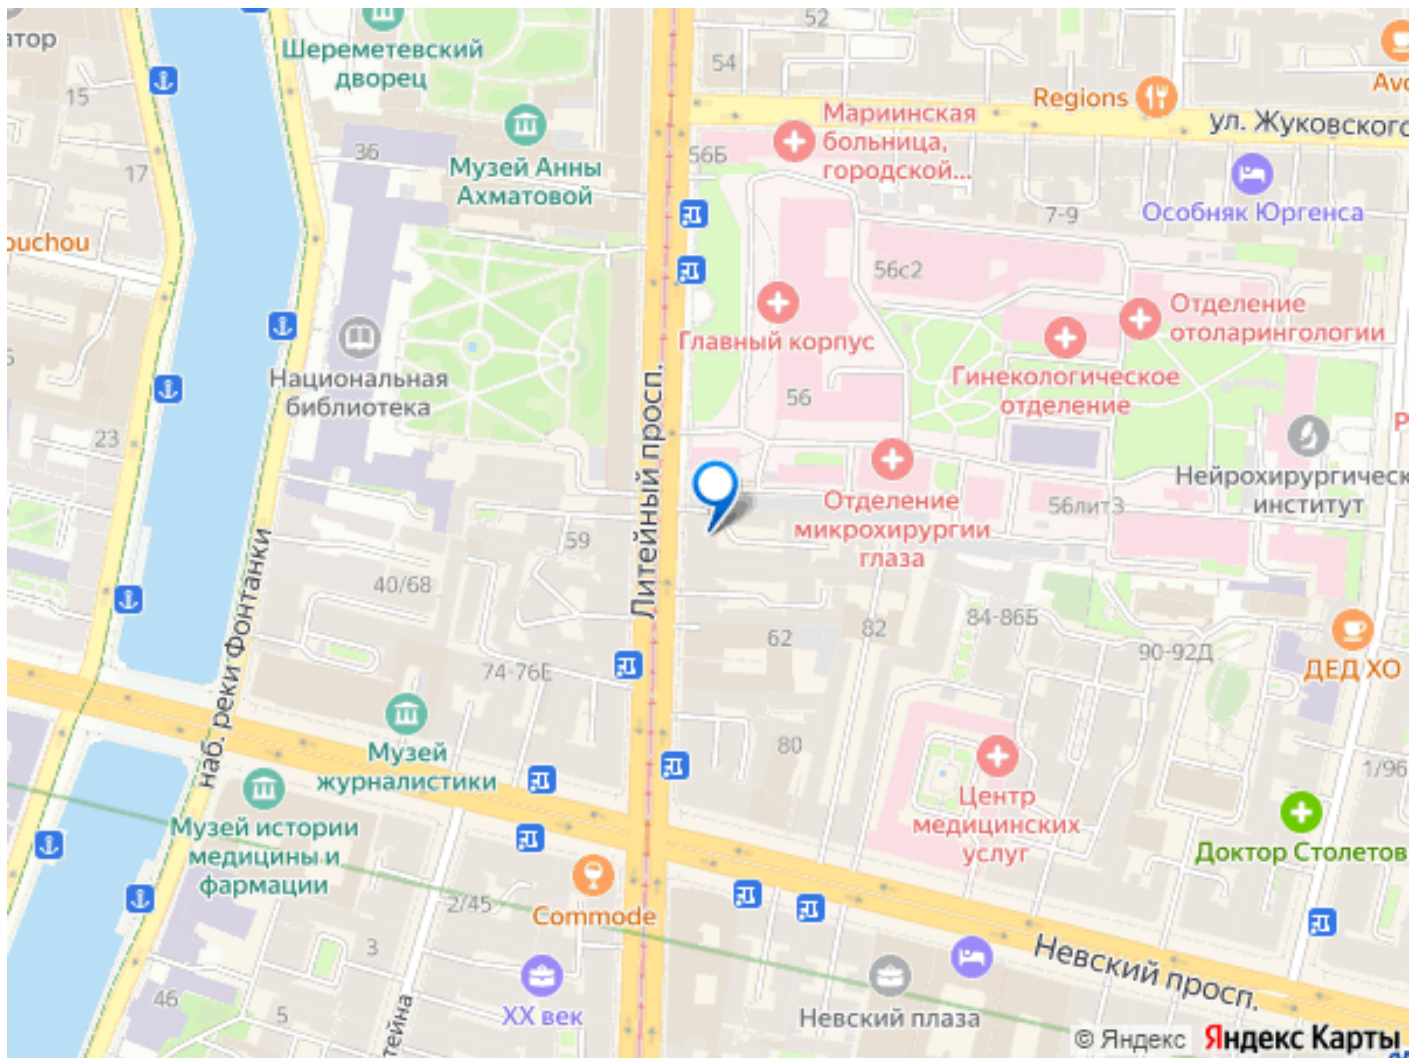 52
Шереметевский
дворец
54
15
Regions
Мариинская
больница,
городской...
ул. Жуковского
36
56Б
17
Музей Анны
Ахматовой
7-9
Особняк Юргенса
ouchou
56с2
Отделение
отоларингологии
Главный корпус
Национальная
библиотека
Гинекологическое
отделение
56
23
Литейный просп.
Нейрохирургическ
институт
Отделение
микрохирургии
глаза
56лит3
59
40/68
наб. реки Фонтанки
62
82
84-86Б
90-92Д
74-76Е
ДЕД ХО
Музей
журналистики
80
1/96
Центр
медицинских
услуг
Музей истории
медицины и
фармации
Доктор Столетов
2/45
Commode
3
Невский просп.
46
5
тейна
XX век
Невский плаза
© Яндекс
Яндекс Карты